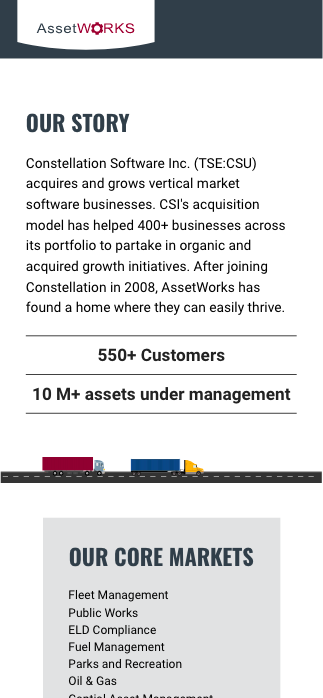 AssetWORKS
OUR STORY
Constellation Software Inc. (TSE:CSU)
acquires and grows vertical market
software businesses. CSI's acquisition
model has helped 400+ businesses across
its portfolio to partake in organic and
acquired growth initiatives. After joining
Constellation in 2008, AssetWorks has
found a home where they can easily thrive.
550+ Customers
10 M+ assets under management
OUR CORE MARKETS
Fleet Management
Public Works
ELD Compliance
Fuel Management
Parks and Recreation
Oil & Gas
Asset Management